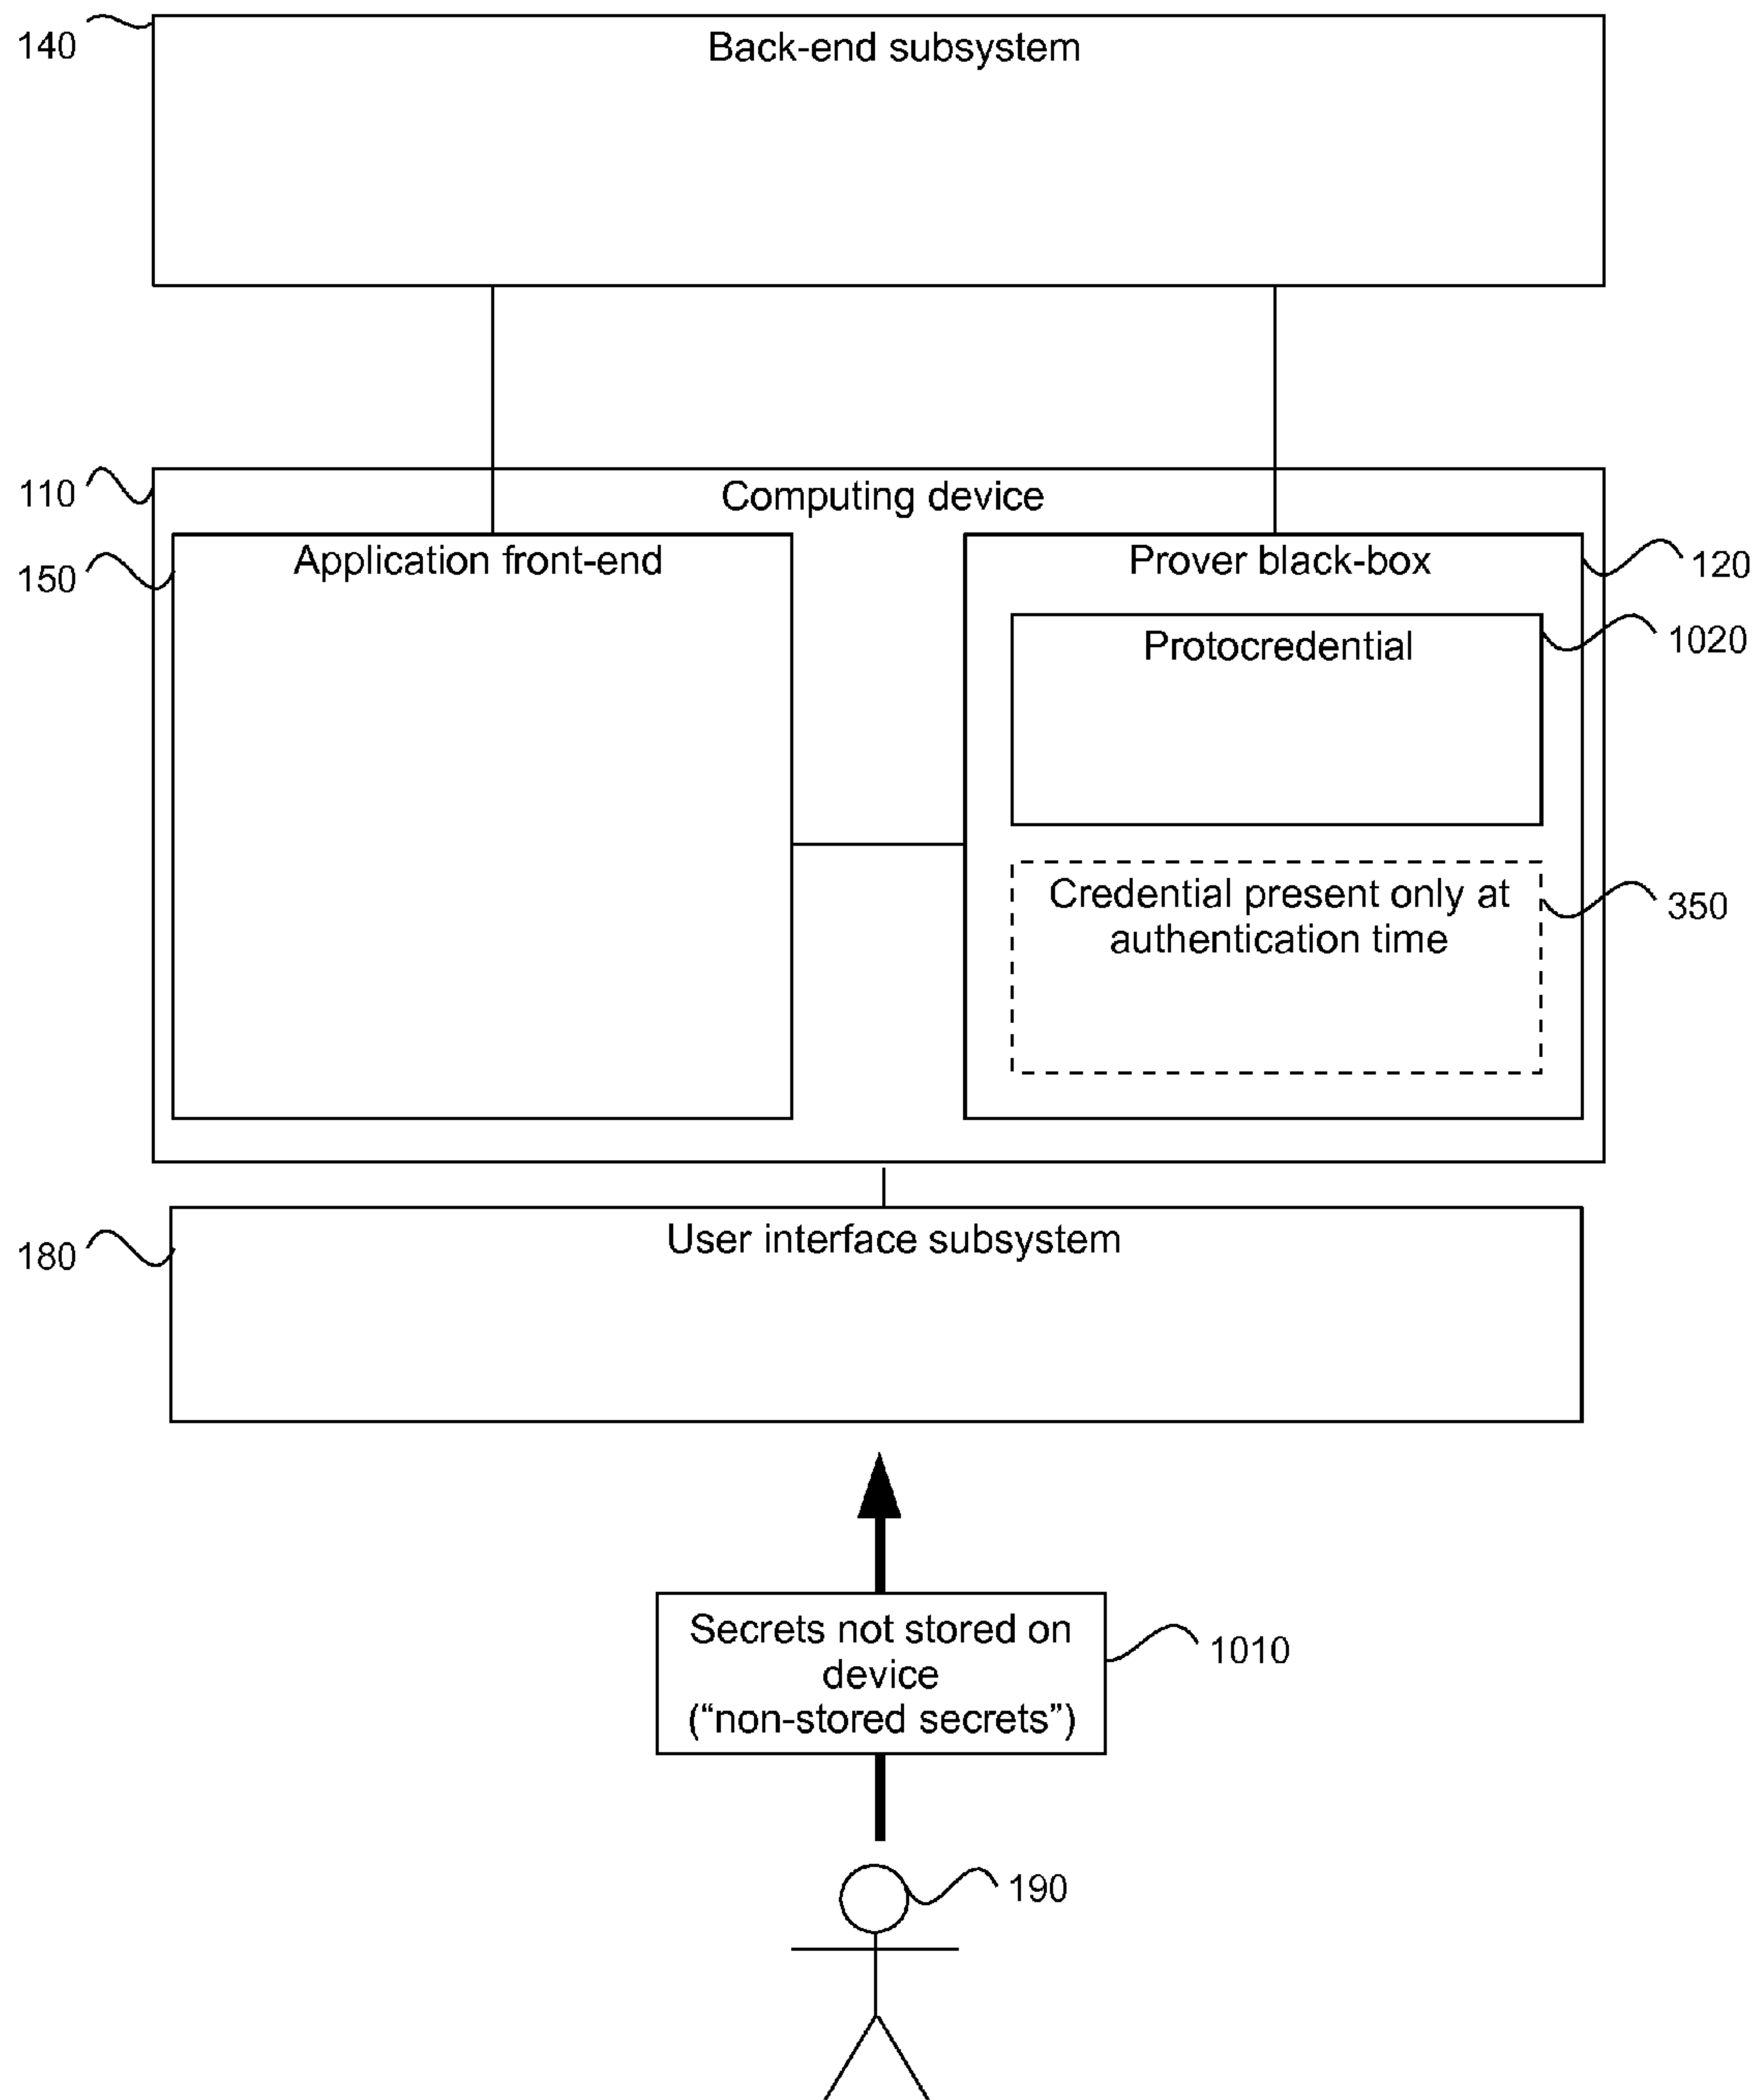 140
Back-end subsystem
110
Computing device
150
Application front-end
Prover black-box
120
Protocredential
1020
Credential present only at
authentication time
350
180
User interface subsystem
Secrets not stored on
device
(“non-stored secrets”)
1010
190